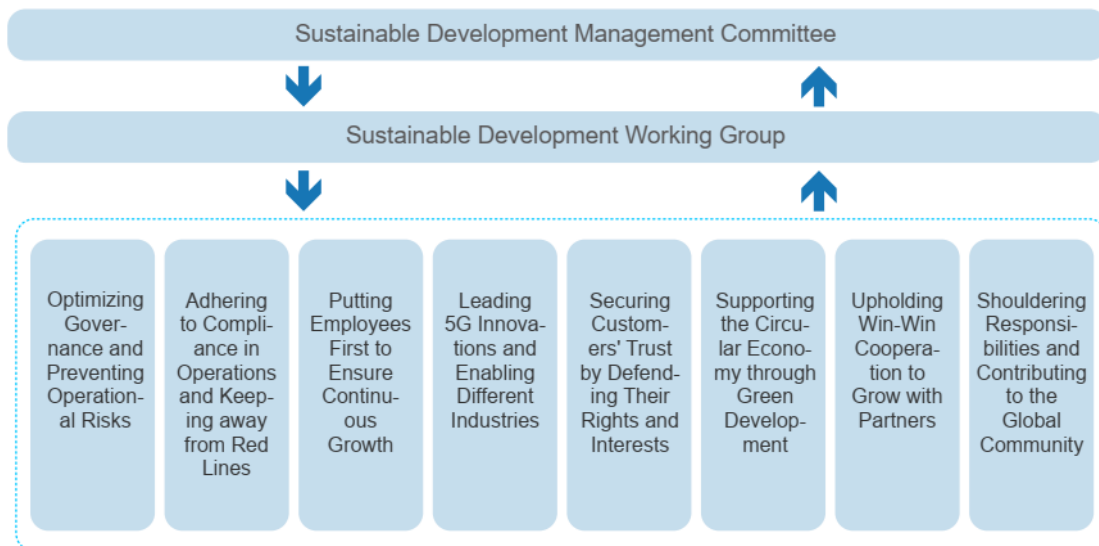 Sustainable Development Management Committee
Sustainable Development Working Group
Optimizing
Gover-
nance and
Preventing
Operation-
al Risks
Adhering
to Compli-
ance in
Operations
and Keep-
ing away
from Red
Lines
Putting
Employees
First to
Ensure
Continu-
ous
Growth
Leading
5G Innova-
tions and
Enabling
Different
Industries
Securing
Custom-
ers' Trust
by Defend-
ing Their
Rights and
Interests
Supporting
the Circu-
lar Econo-
my through
Green
Develop-
ment
Upholding
Win-Win
Coopera-
tion to
Grow with
Partners
Shouldering
Responsi-
bilities and
Contributing
to the
Global
Community